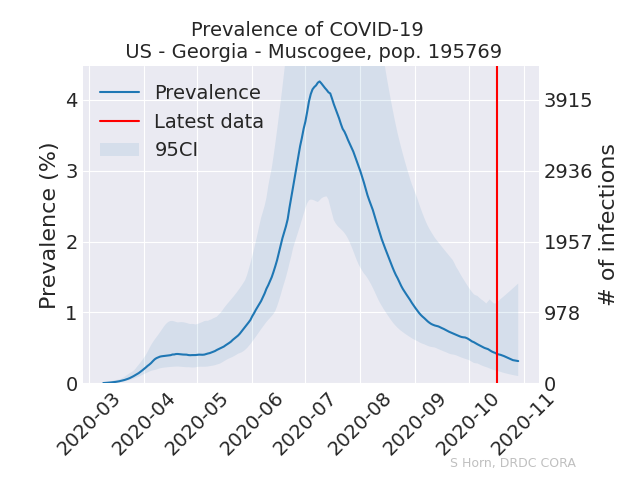 Prevalence of COVID-19
US - Georgia - Muscogee, pop. 195769
Prevalence
Latest data
95CI
Prevalence (%)
4
3
2
1
0
3915
2936
1957
978
0
# of infections
2020-03
2020-04
2020-05
2020-06
2020-07
2020-08
2020-09
2020-10
2020-11
S Horn, DRDC CORA